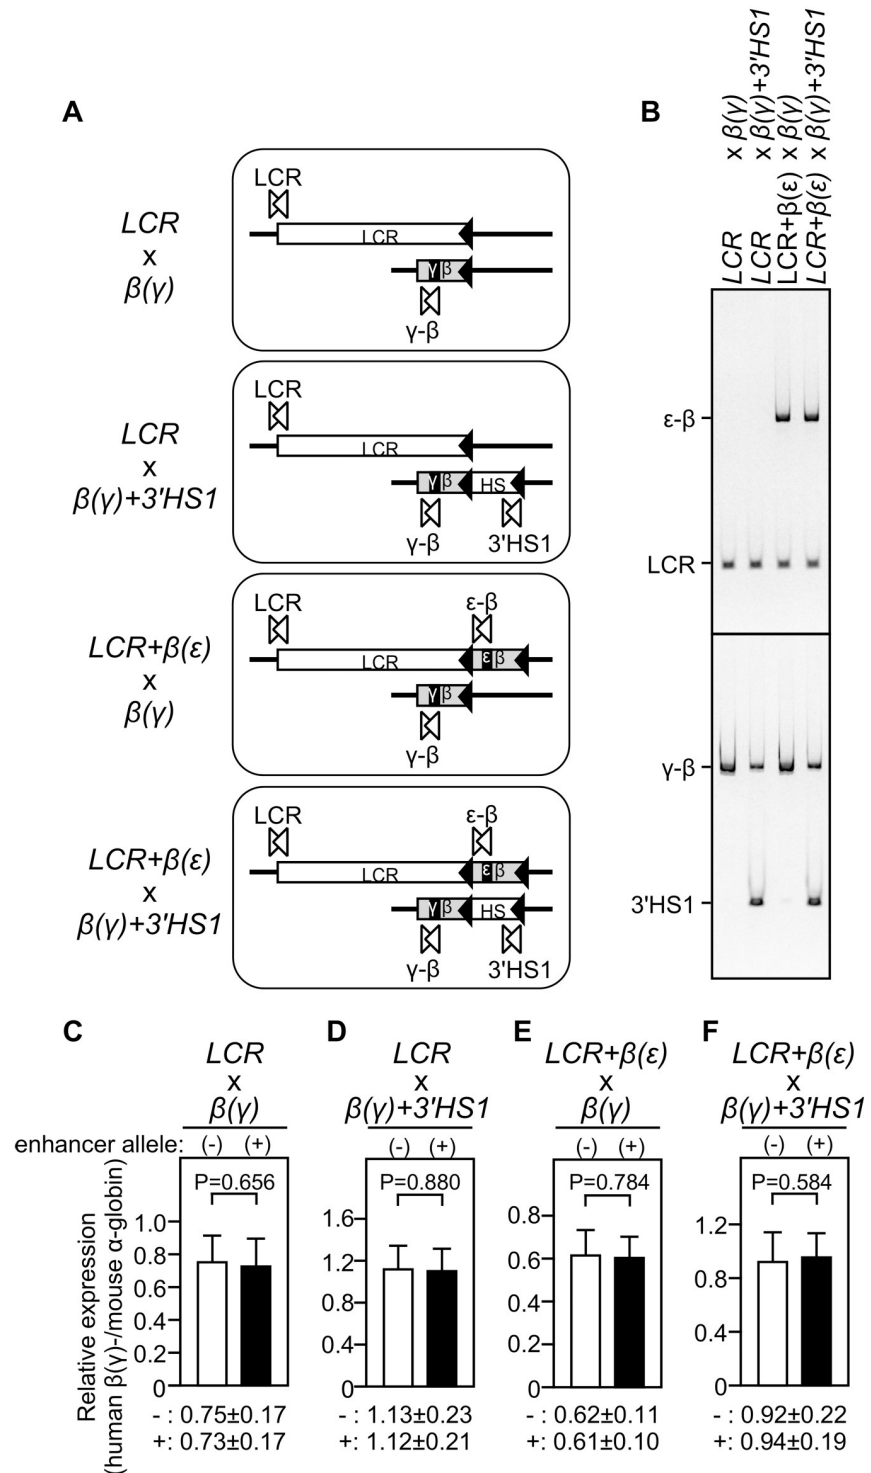 A
LCR
x
β(γ)
LCR
LCR
γ β
γ-β
LCR
x
β(γ)+3'HS1
LCR
LCR
γ β HS
γ-β 3'HS1
LCR+β(ε)
x
β(γ)
LCR ε-β
LCR ε β
γ β
γ-β
LCR+β(ε)
x
β(γ)+3'HS1
LCR ε-β
LCR ε β
γ β HS
γ-β 3'HS1
B
LCR x β(γ)
LCR x β(γ)+3'HS1
LCR+β(ε) x β(γ)
LCR+β(ε) x β(γ)+3'HS1
ε-β
LCR
γ-β
3'HS1
C
LCR
x
β(γ)
enhancer allele: (-) (+)
Relative expression
(human β(γ)-/mouse α-globin)
P=0.656
1.0
0.8
0.6
0.4
0.2
0
- : 0.75±0.17
+: 0.73±0.17
D
LCR
x
β(γ)+3'HS1
(-) (+)
P=0.880
1.6
1.2
0.8
0.4
0
- : 1.13±0.23
+: 1.12±0.21
E
LCR+β(ε)
x
β(γ)
(-) (+)
P=0.784
0.8
0.6
0.4
0.2
0
- : 0.62±0.11
+: 0.61±0.10
F
LCR+β(ε)
x
β(γ)+3'HS1
(-) (+)
P=0.584
1.2
0.8
0.4
0
- : 0.92±0.22
+: 0.94±0.19